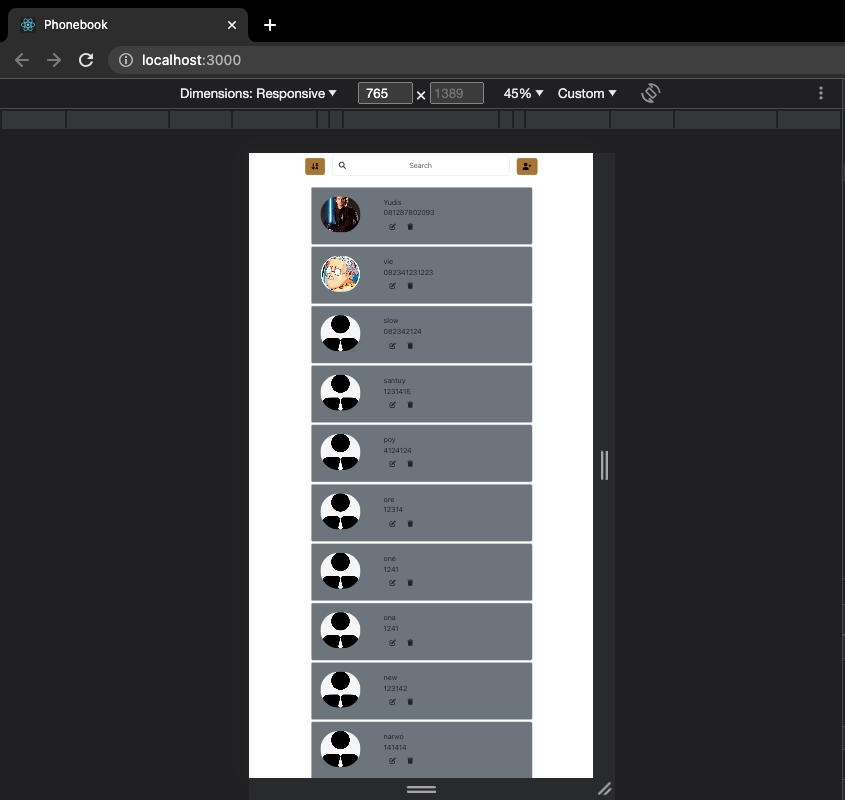 Phonebook
localhost:3000
Dimensions: Responsive 765 × 1389 45% Custom
Search
Yudis
081287802093
vie
082341231223
slow
082342124
santuy
1231415
poy
4124124
ore
12314
one
1241
ona
1241
new
123142
narwo
141414